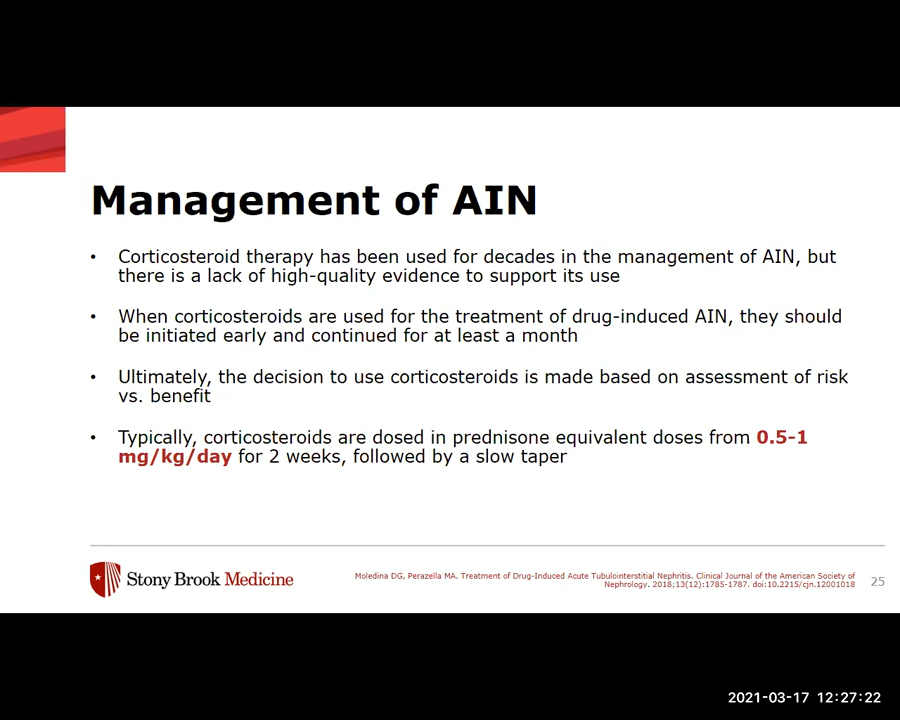 Management of AIN
• Corticosteroid therapy has been used for decades in the management of AIN, but
there is a lack of high-quality evidence to support its use
• When corticosteroids are used for the treatment of drug-induced AIN, they should
be initiated early and continued for at least a month
• Ultimately, the decision to use corticosteroids is made based on assessment of risk
vs. benefit
• Typically, corticosteroids are dosed in prednisone equivalent doses from 0.5-1
mg/kg/day for 2 weeks, followed by a slow taper
Stony Brook Medicine
Moledina DG, Perazella MA. Treatment of Drug-Induced Acute Tubulointerstitial Nephritis. Clinical Journal of the American Society of
Nephrology. 2018;13(12):1785-1787. doi:10.2215/cjn.12001018
25
2021-03-17 12:27:22